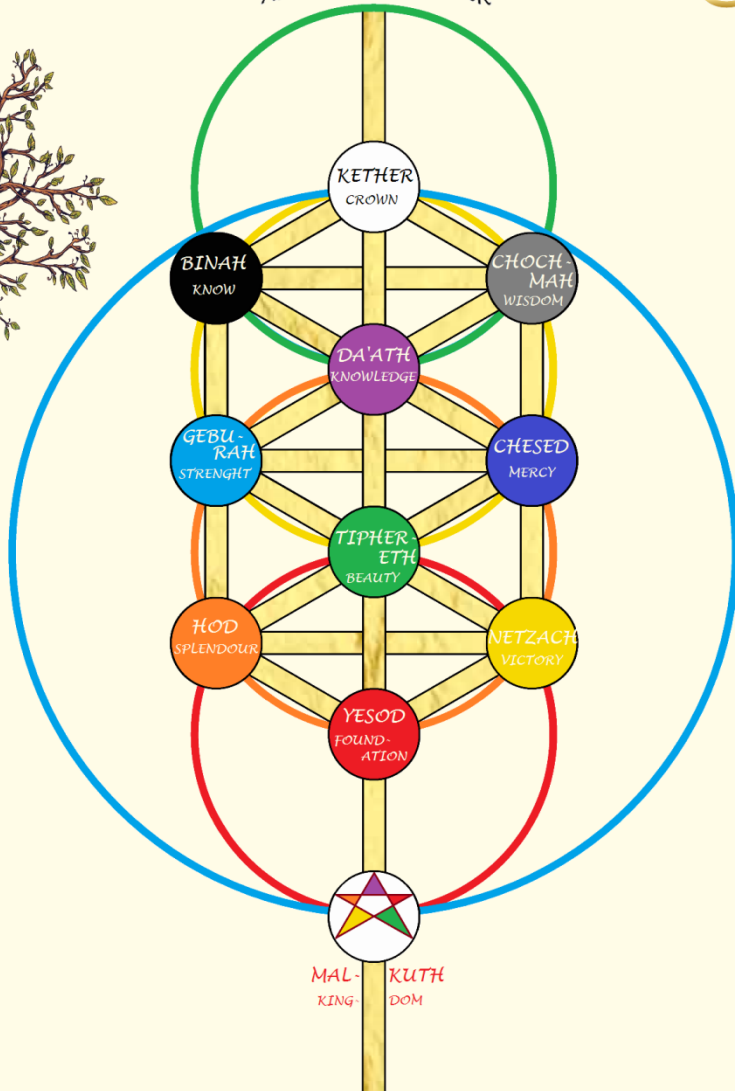 KETHER
CROWN
BINAH
KNOW
CHOCH-
MAH
WISDOM
DA'ATH
KNOWLEDGE
GEBU-
RAH
STRENGHT
CHESED
MERCY
TIPHER-
ETH
BEAUTY
HOD
SPLENDOUR
NETZACH
VICTORY
YESOD
FOUND-
ATION
MAL- KUTH
KING- DOM